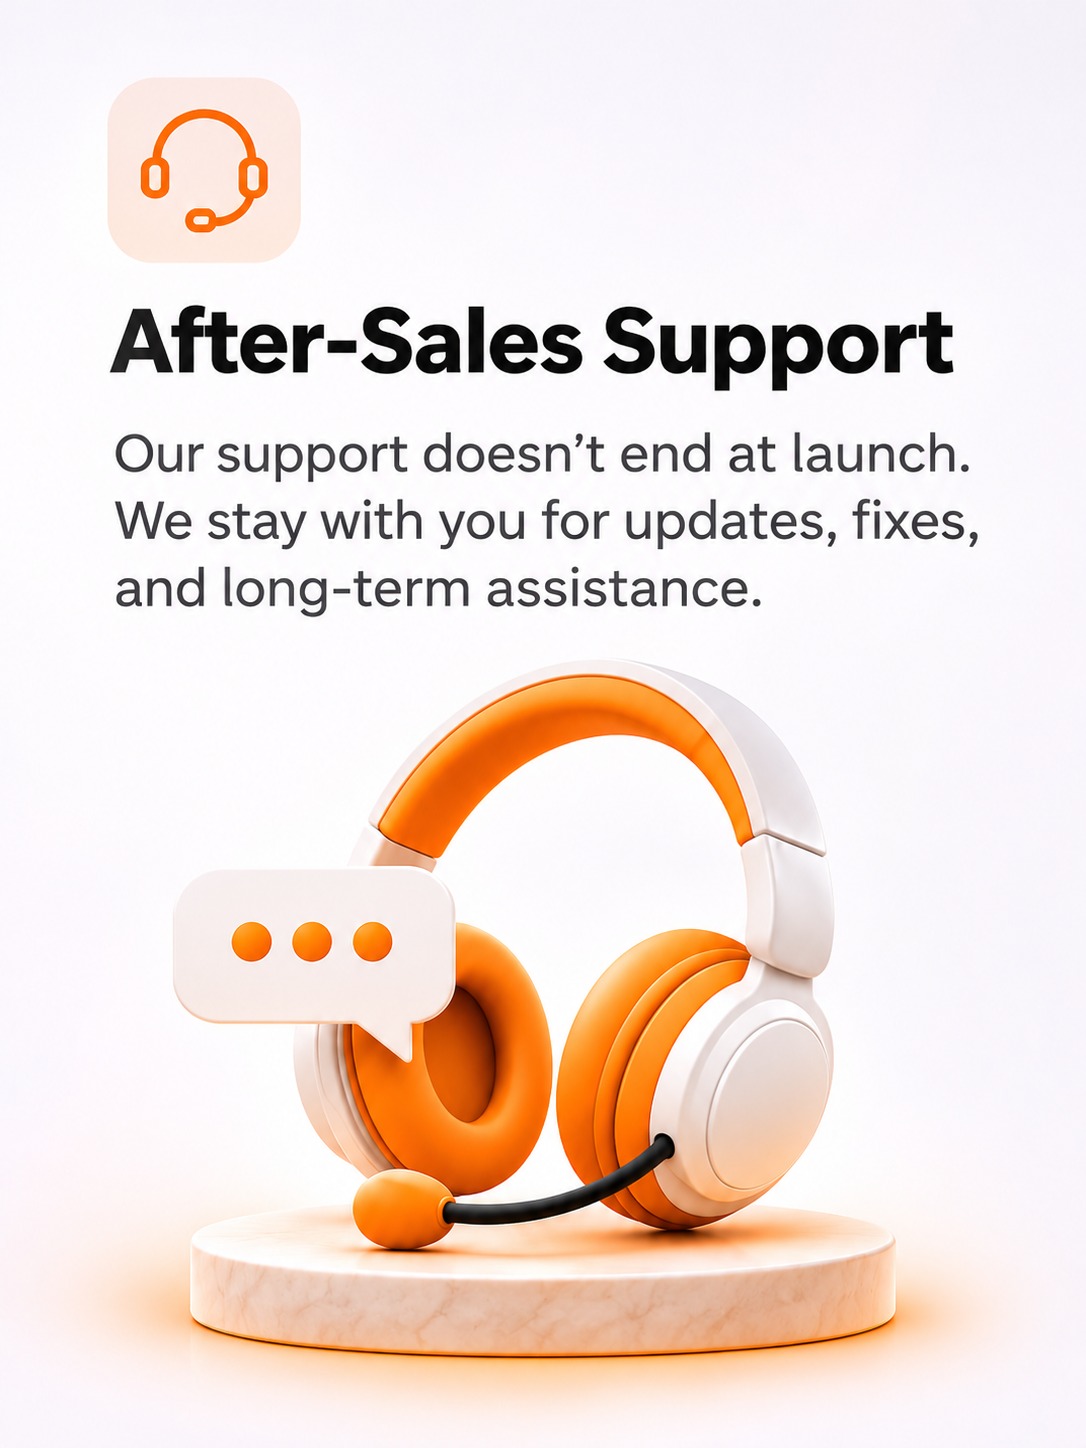 After-Sales Support
Our support doesn’t end at launch.
We stay with you for updates, fixes,
and long-term assistance.